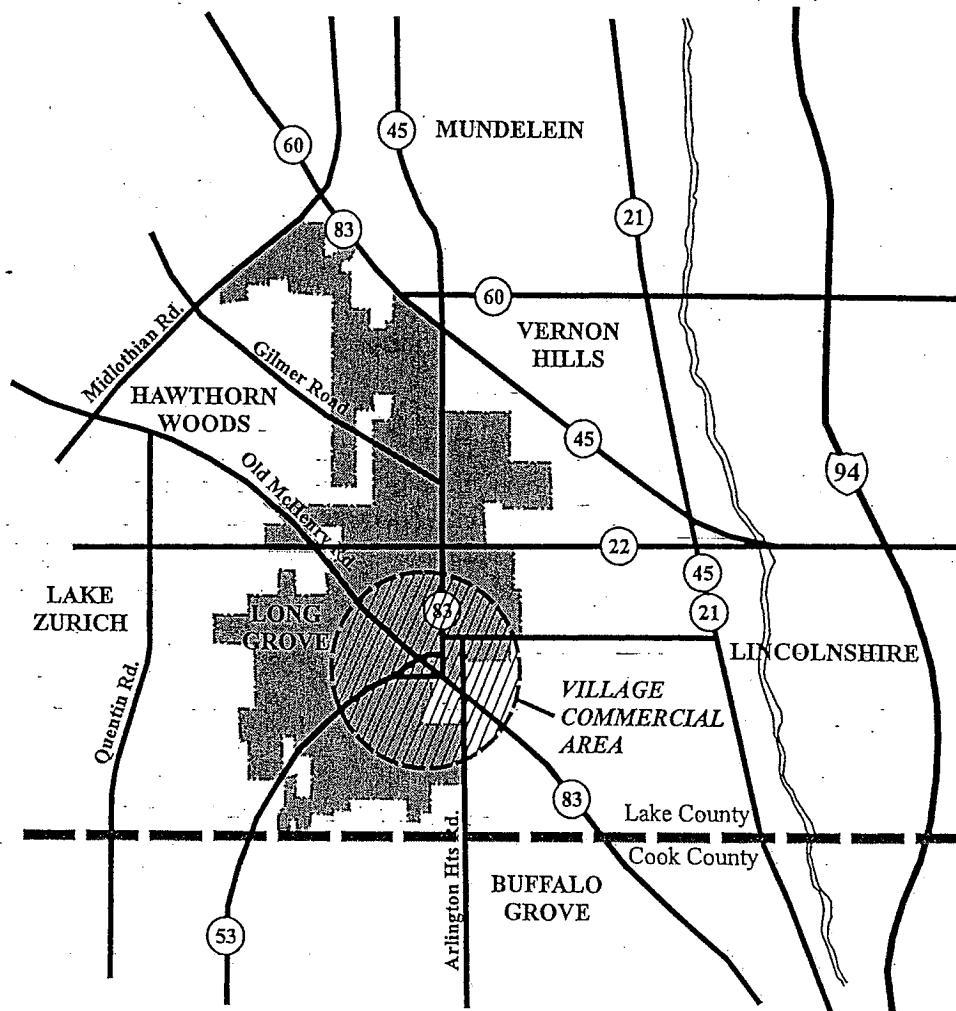 45
MUNDELEIN
60
21
83
60
VERNON
HILLS
Midlothian Rd.
Gilmer Road
HAWTHORN
WOODS
45
94
Old McHenry Rd
22
45
LAKE
ZURICH
LONG
GROVE
83
21
LINCOLNSHIRE
VILLAGE
COMMERCIAL
AREA
Quentin Rd.
83
Lake County
Cook County
Arlington Hts Rd.
BUFFALO
GROVE
53